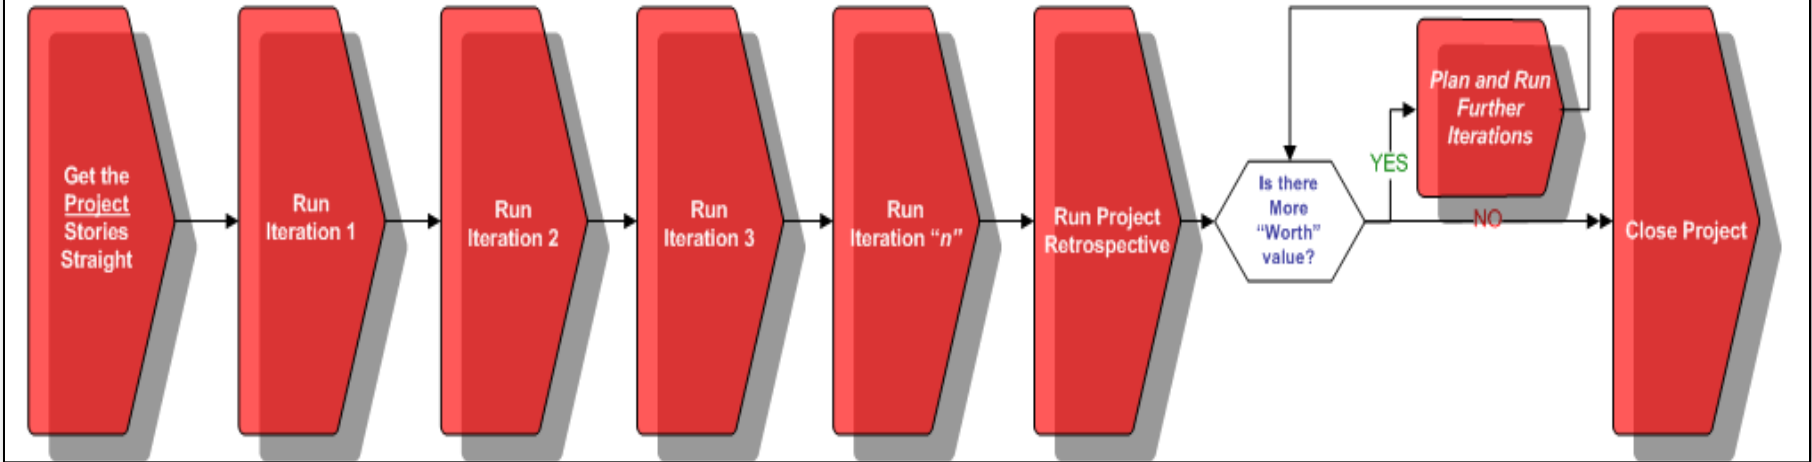 Get the
Project
Stories
Straight
Run
Iteration 1
Run
Iteration 2
Run
Iteration 3
Run
Iteration “n”
Run Project
Retrospective
Is there
More
“Worth”
value?
YES
Plan and Run
Further
Iterations
NO
Close Project